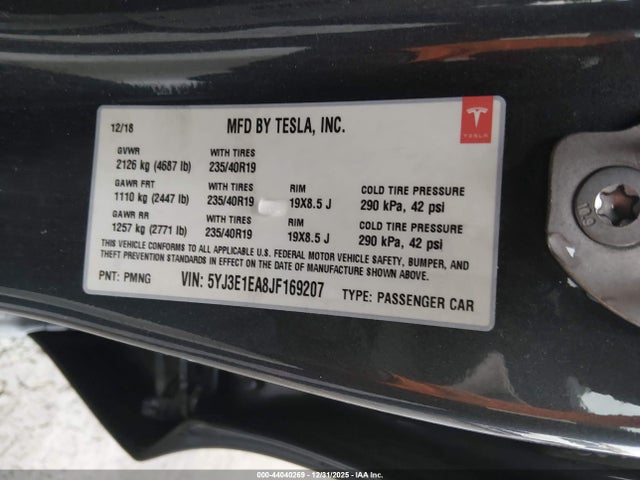 12/18 MFD BY TESLA, INC. TESLA
GVWR WITH TIRES
2126 kg (4687 lb) 235/40R19
GAWR FRT WITH TIRES RIM COLD TIRE PRESSURE
1110 kg (2447 lb) 235/40R19 19X8.5 J 290 kPa, 42 psi
GAWR RR WITH TIRES RIM COLD TIRE PRESSURE
1257 kg (2771 lb) 235/40R19 19X8.5 J 290 kPa, 42 psi
THIS VEHICLE CONFORMS TO ALL APPLICABLE U.S. FEDERAL MOTOR VEHICLE SAFETY, BUMPER, AND
THEFT PREVENTION STANDARDS IN EFFECT ON THE DATE OF MANUFACTURE SHOWN ABOVE.
PNT: PMNG VIN: 5YJ3E1EA8JF169207 TYPE: PASSENGER CAR
000-44040269 - 12/31/2025 - IAA Corp.